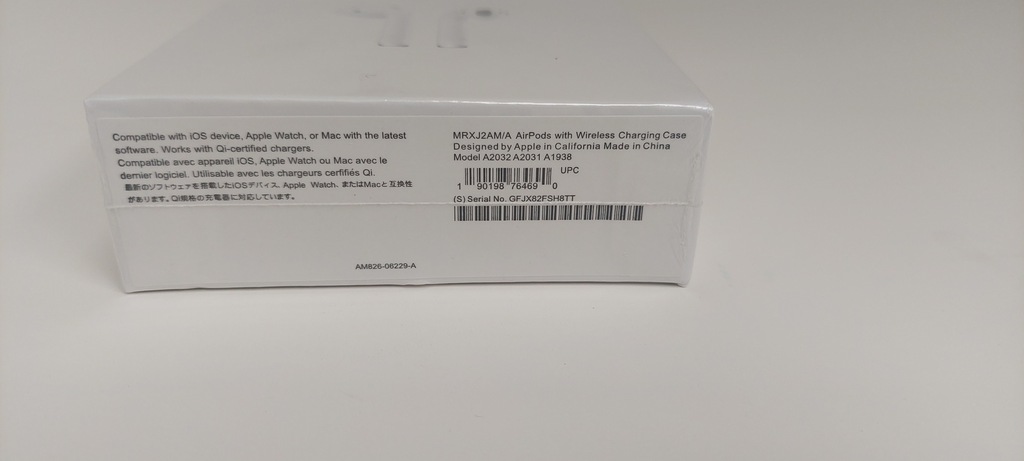 Compatible with iOS device, Apple Watch, or Mac with the latest
software. Works with Qi-certified chargers.
Compatible avec appareil iOS, Apple Watch ou Mac avec le
dernier logiciel. Utilisable avec les chargeurs certifiés Qi.
最新のソフトウェアを搭載したiOSデバイス、Apple Watch、またはMacと互換性
があります。Qi規格の充電器に対応しています。
MRXJ2AM/A AirPods with Wireless Charging Case
Designed by Apple in California Made in China
Model A2032 A2031 A1938
UPC
1 90198 76469 0
(S) Serial No. GFJX82FSH8TT
AM826-06229-A